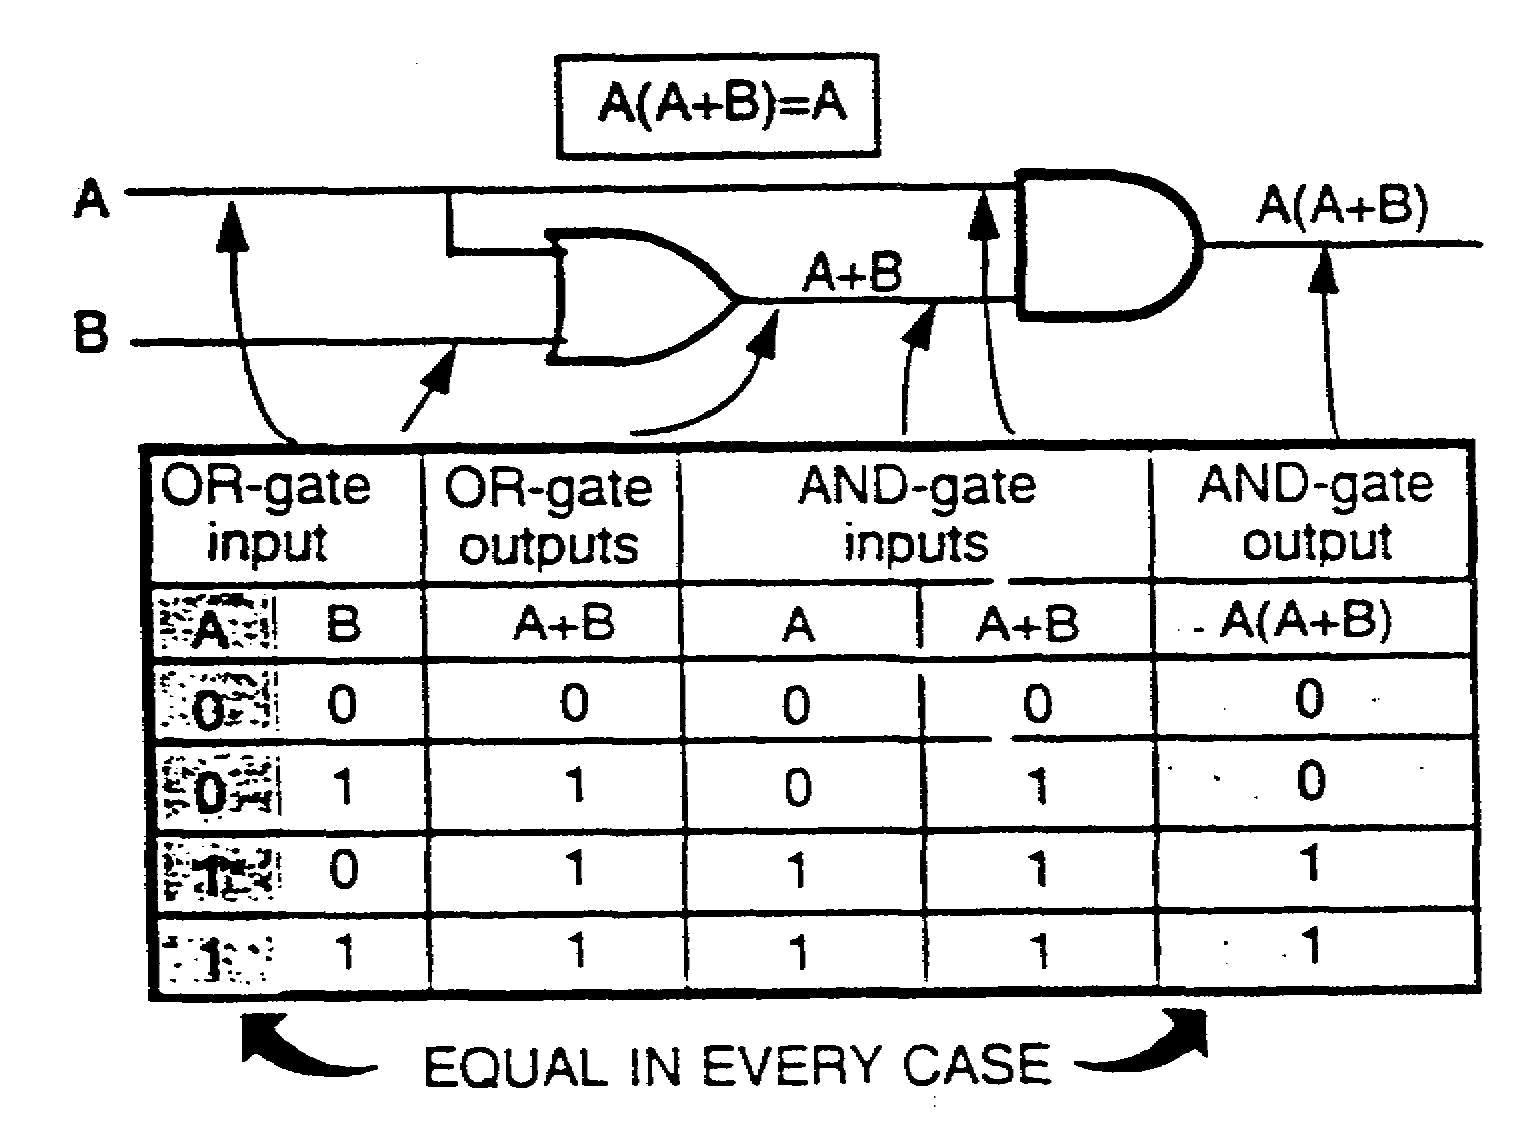 A(A+B)=A
A
A(A+B)
A+B
B
OR-gate input OR-gate outputs AND-gate inputs AND-gate output
A B A+B A A+B A(A+B)
0 0 0 0 0 0
0 1 1 0 1 0
1 0 1 1 1 1
1 1 1 1 1 1
EQUAL IN EVERY CASE